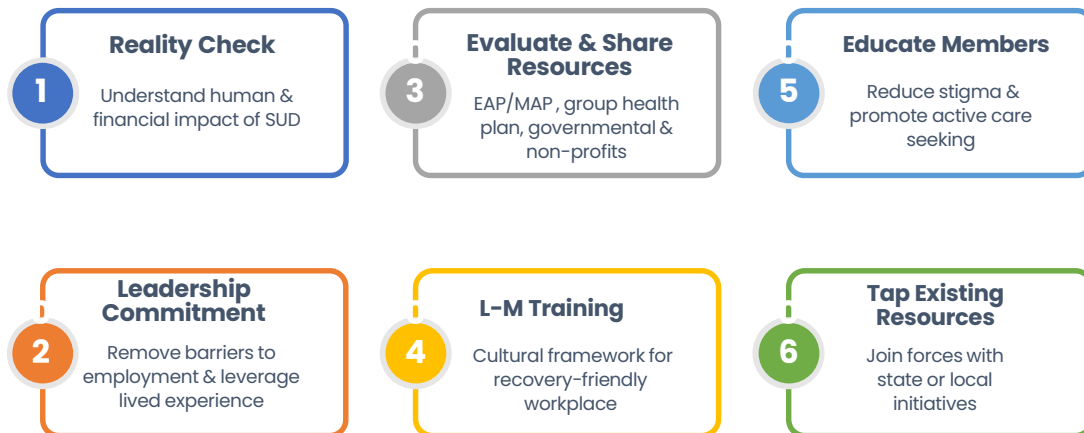 1
Reality Check
Understand human &
financial impact of SUD
2
Leadership
Commitment
Remove barriers to
employment & leverage
lived experience
3
Evaluate & Share
Resources
EAP/MAP , group health
plan, governmental &
non-profits
4
L-M Training
Cultural framework for
recovery-friendly
workplace
5
Educate Members
Reduce stigma &
promote active care
seeking
6
Tap Existing
Resources
Join forces with
state or local
initiatives